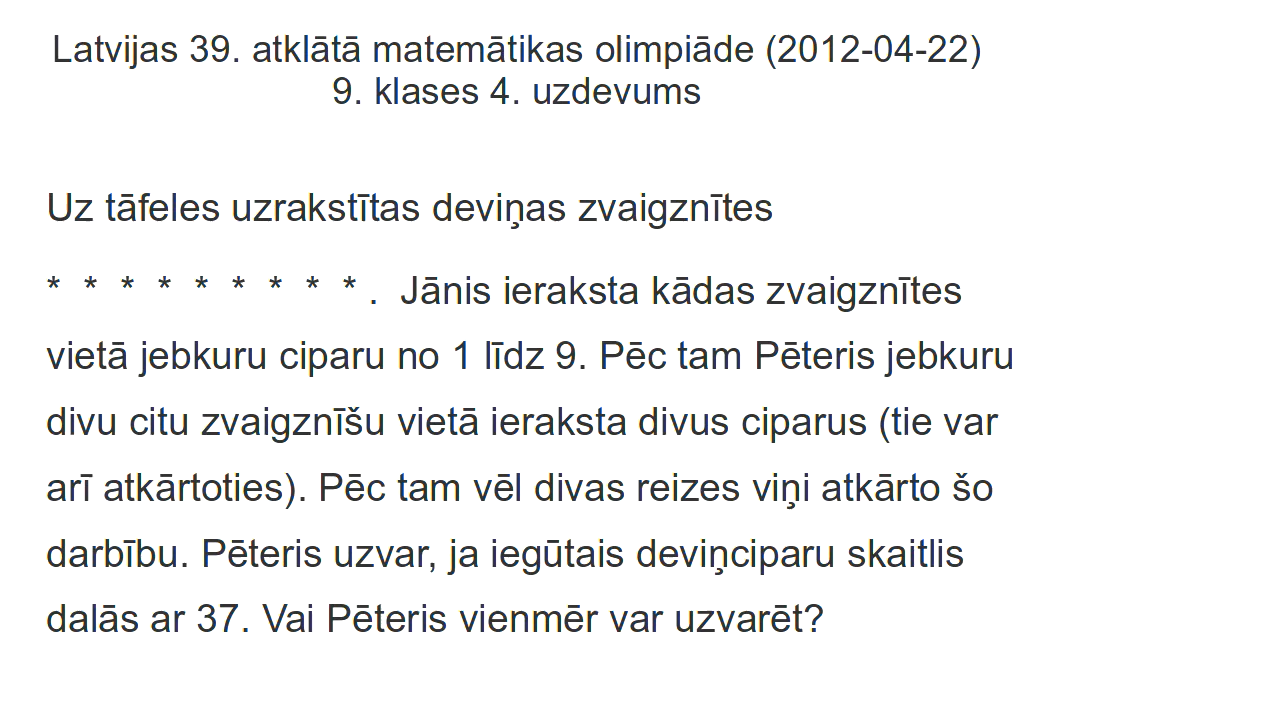 Latvijas 39. atklātā matemātikas olimpiāde (2012-04-22)
9. klases 4. uzdevums
Uz tāfeles uzrakstītas deviņas zvaigznītes
* * * * * * * * * . Jānis ieraksta kādas zvaigznītes
vietā jebkuru ciparu no 1 līdz 9. Pēc tam Pēteris jebkuru
divu citu zvaigznīšu vietā ieraksta divus ciparus (tie var
arī atkārtoties). Pēc tam vēl divas reizes viņi atkārto šo
darbību. Pēteris uzvar, ja iegūtais deviņciparu skaitlis
dalās ar 37. Vai Pēteris vienmēr var uzvarēt?